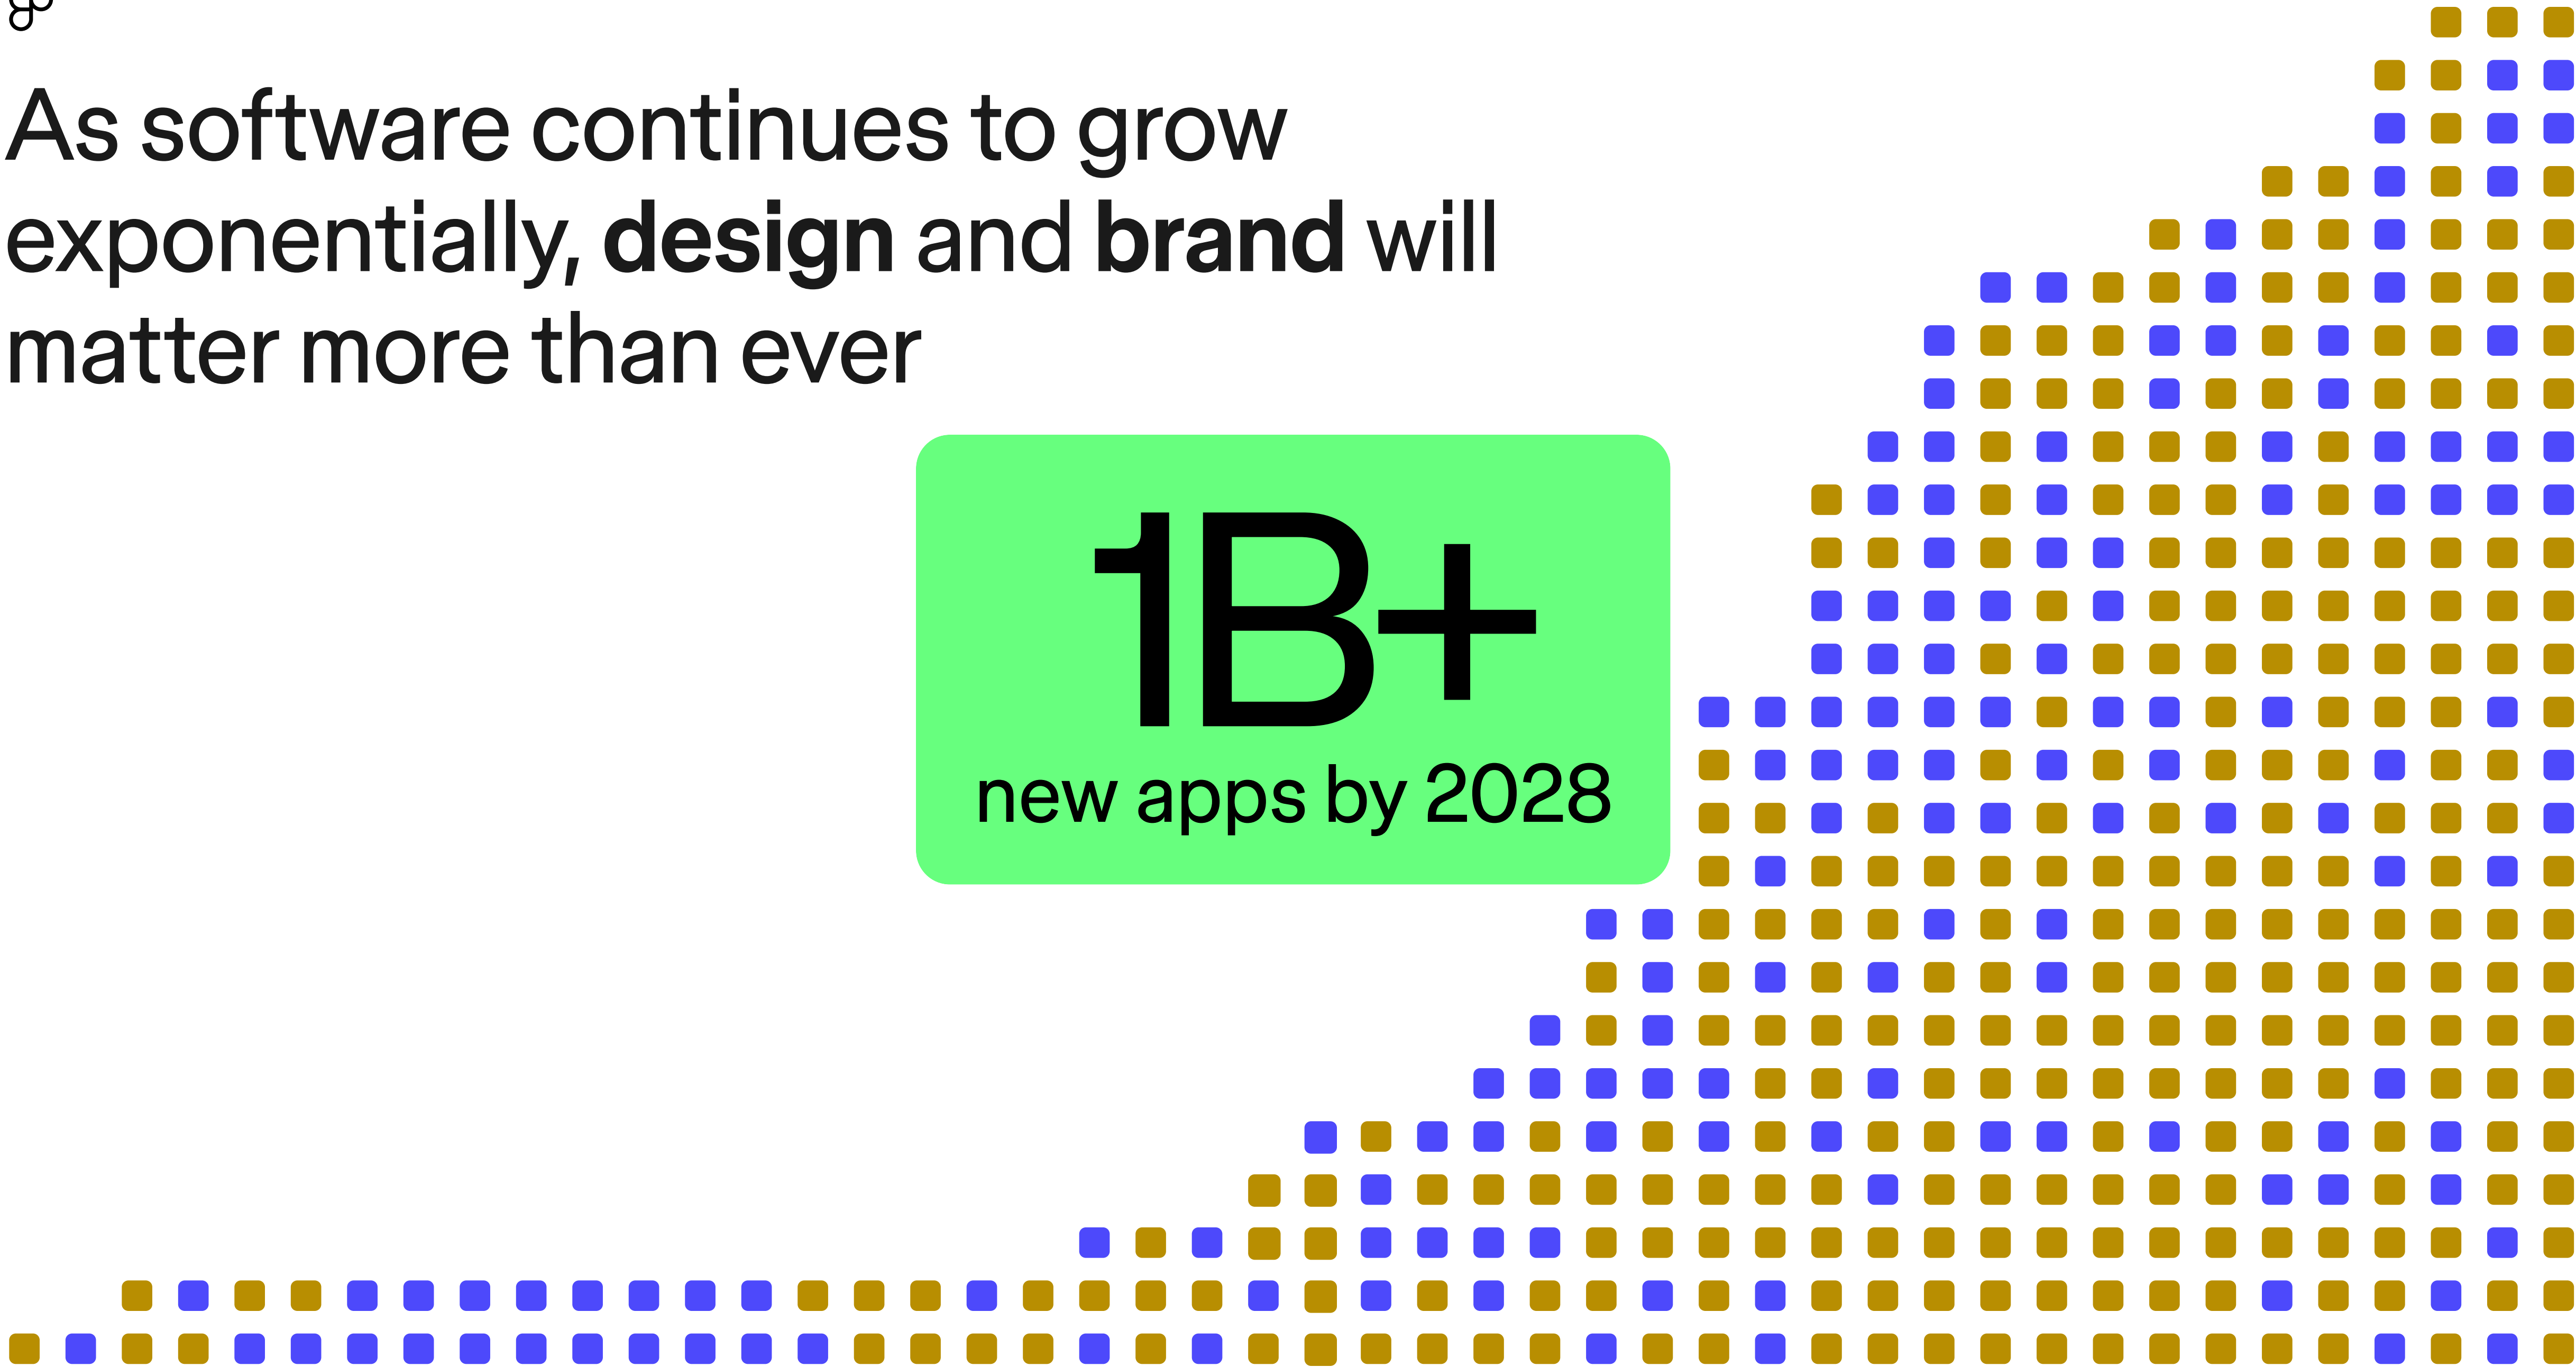 As software continues to grow
exponentially, design and brand will
matter more than ever
1B+
new apps by 2028